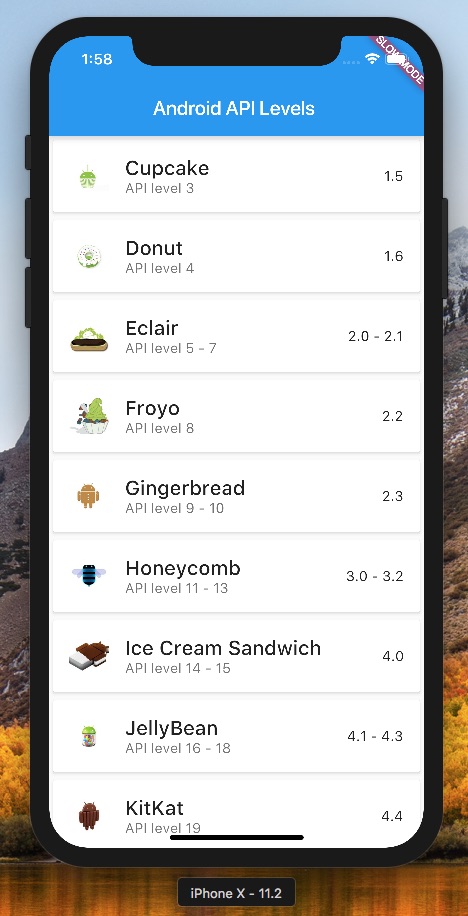 1:58
SLOW MODE
Android API Levels
Cupcake
1.5
API level 3
Donut
1.6
API level 4
Eclair
2.0 - 2.1
API level 5 - 7
Froyo
2.2
API level 8
Gingerbread
2.3
API level 9 - 10
Honeycomb
3.0 - 3.2
API level 11 - 13
Ice Cream Sandwich
4.0
API level 14 - 15
JellyBean
4.1 - 4.3
API level 16 - 18
KitKat
4.4
API level 19
iPhone X - 11.2